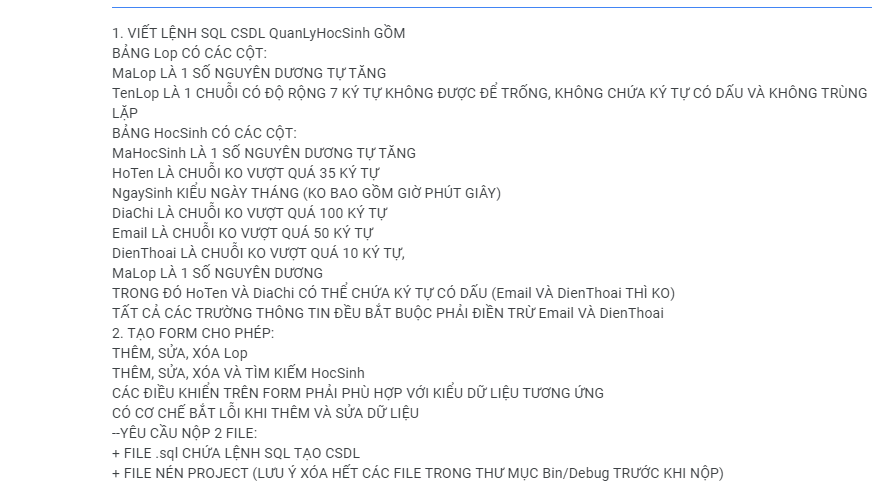 1. VIẾT LỆNH SQL CSDL QuanLyHocSinh GỒM
BẢNG Lop CÓ CÁC CỘT:
MaLop LÀ 1 SỐ NGUYÊN DƯƠNG TỰ TĂNG
TenLop LÀ 1 CHUỖI CÓ ĐỘ RỘNG 7 KÝ TỰ KHÔNG ĐƯỢC ĐỂ TRỐNG, KHÔNG CHỨA KÝ TỰ CÓ DẤU VÀ KHÔNG TRÙNG
LẶP
BẢNG HocSinh CÓ CÁC CỘT:
MaHocSinh LÀ 1 SỐ NGUYÊN DƯƠNG TỰ TĂNG
HoTen LÀ CHUỖI KO VƯỢT QUÁ 35 KÝ TỰ
NgaySinh KIỂU NGÀY THÁNG (KO BAO GỒM GIỜ PHÚT GIÂY)
DiaChi LÀ CHUỖI KO VƯỢT QUÁ 100 KÝ TỰ
Email LÀ CHUỖI KO VƯỢT QUÁ 50 KÝ TỰ
DienThoai LÀ CHUỖI KO VƯỢT QUÁ 10 KÝ TỰ,
MaLop LÀ 1 SỐ NGUYÊN DƯƠNG
TRONG ĐÓ HoTen VÀ DiaChi CÓ THỂ CHỨA KÝ TỰ CÓ DẤU (Email VÀ DienThoai THÌ KO)
TẤT CẢ CÁC TRƯỜNG THÔNG TIN ĐỀU BẮT BUỘC PHẢI ĐIỀN TRỪ Email VÀ DienThoai
2. TẠO FORM CHO PHÉP:
THÊM, SỬA, XÓA Lop
THÊM, SỬA, XÓA VÀ TÌM KIẾM HocSinh
CÁC ĐIỀU KHIỂN TRÊN FORM PHẢI PHÙ HỢP VỚI KIỂU DỮ LIỆU TƯƠNG ỨNG
CÓ CƠ CHẾ BẮT LỖI KHI THÊM VÀ SỬA DỮ LIỆU
--YÊU CẦU NỘP 2 FILE:
+ FILE .sql CHỨA LỆNH SQL TẠO CSDL
+ FILE NÉN PROJECT (LƯU Ý XÓA HẾT CÁC FILE TRONG THƯ MỤC Bin/Debug TRƯỚC KHI NỘP)